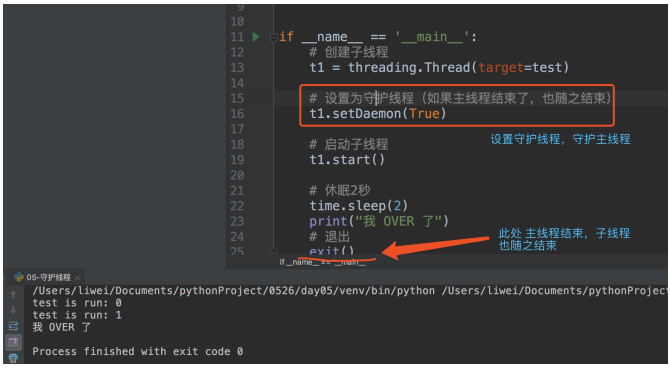 9
10
11 if __name__ == '__main__':
12 # 创建子线程
13 t1 = threading.Thread(target=test)
14
15 # 设置为守护线程（如果主线程结束了，也随之结束）
16 t1.setDaemon(True)
设置守护线程，守护主线程
17
18 # 启动子线程
19 t1.start()
20
21 # 休眠2秒
22 time.sleep(2)
23 print("我 OVER 了")
24 # 退出
25 exit()
此处 主线程结束，子线程
也随之结束
if __name__ == '__main__'
05-守护线程 ×
/Users/liwei/Documents/pythonProject/0526/day05/venv/bin/python /Users/liwei/Documents/pythonProject
test is run: 0
test is run: 1
我 OVER 了
Process finished with exit code 0